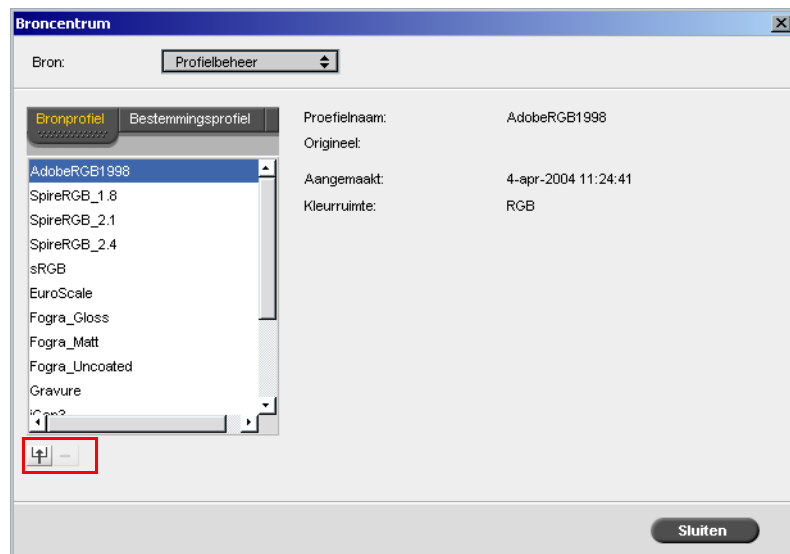 Broncentrum
Bron: Profielbeheer
Bronprofiel Bestemmingsprofiel
AdobeRGB1998
SpireRGB_1.8
SpireRGB_2.1
SpireRGB_2.4
sRGB
EuroScale
Fogra_Gloss
Fogra_Matt
Fogra_Uncoated
Gravure
Proefielnaam: AdobeRGB1998
Origineel:
Aangemaakt: 4-apr-2004 11:24:41
Kleurruimte: RGB
Sluiten